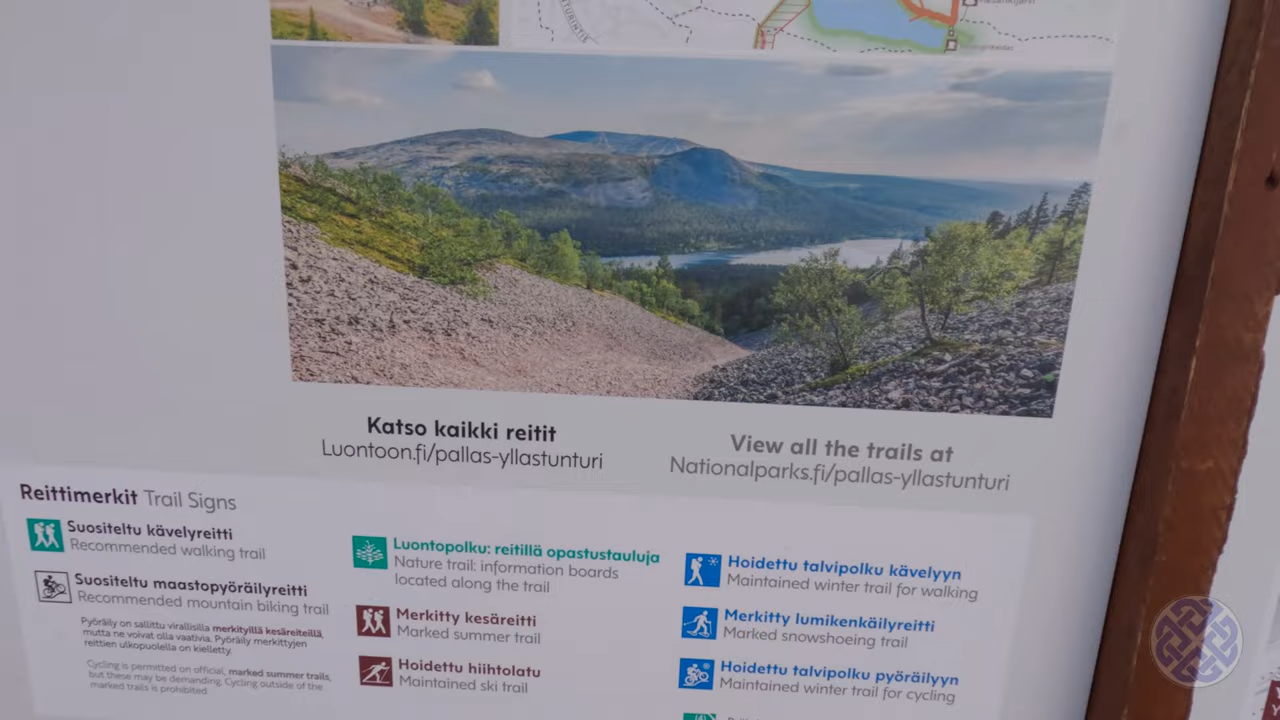 Katso kaikki reitit
Luontoon.fi/pallas-yllastunturi
View all the trails at
Nationalparks.fi/pallas-yllastunturi
Reittimerkit Trail Signs
Suositeltu kävelyreitti
Recommended walking trail
Suositeltu maastopyöräilyreitti
Recommended mountain biking trail
Pyöräily on sallittu virallisilla merkityillä kesäreiteillä,
mutta ne voivat olla vaativia. Pyöräily merkittyjen
reittien ulkopuolella on kielletty.
Cycling is permitted on official, marked summer trails,
but these may be demanding. Cycling outside of the
marked trails is prohibited.
Luontopolku: reitillä opastustauluja
Nature trail: information boards
located along the trail
Merkitty kesäreitti
Marked summer trail
Hoidettu hiihtolatu
Maintained ski trail
Hoidettu talvipolku kävelyyn
Maintained winter trail for walking
Merkitty lumikenkäilyreitti
Marked snowshoeing trail
Hoidettu talvipolku pyöräilyyn
Maintained winter trail for cycling